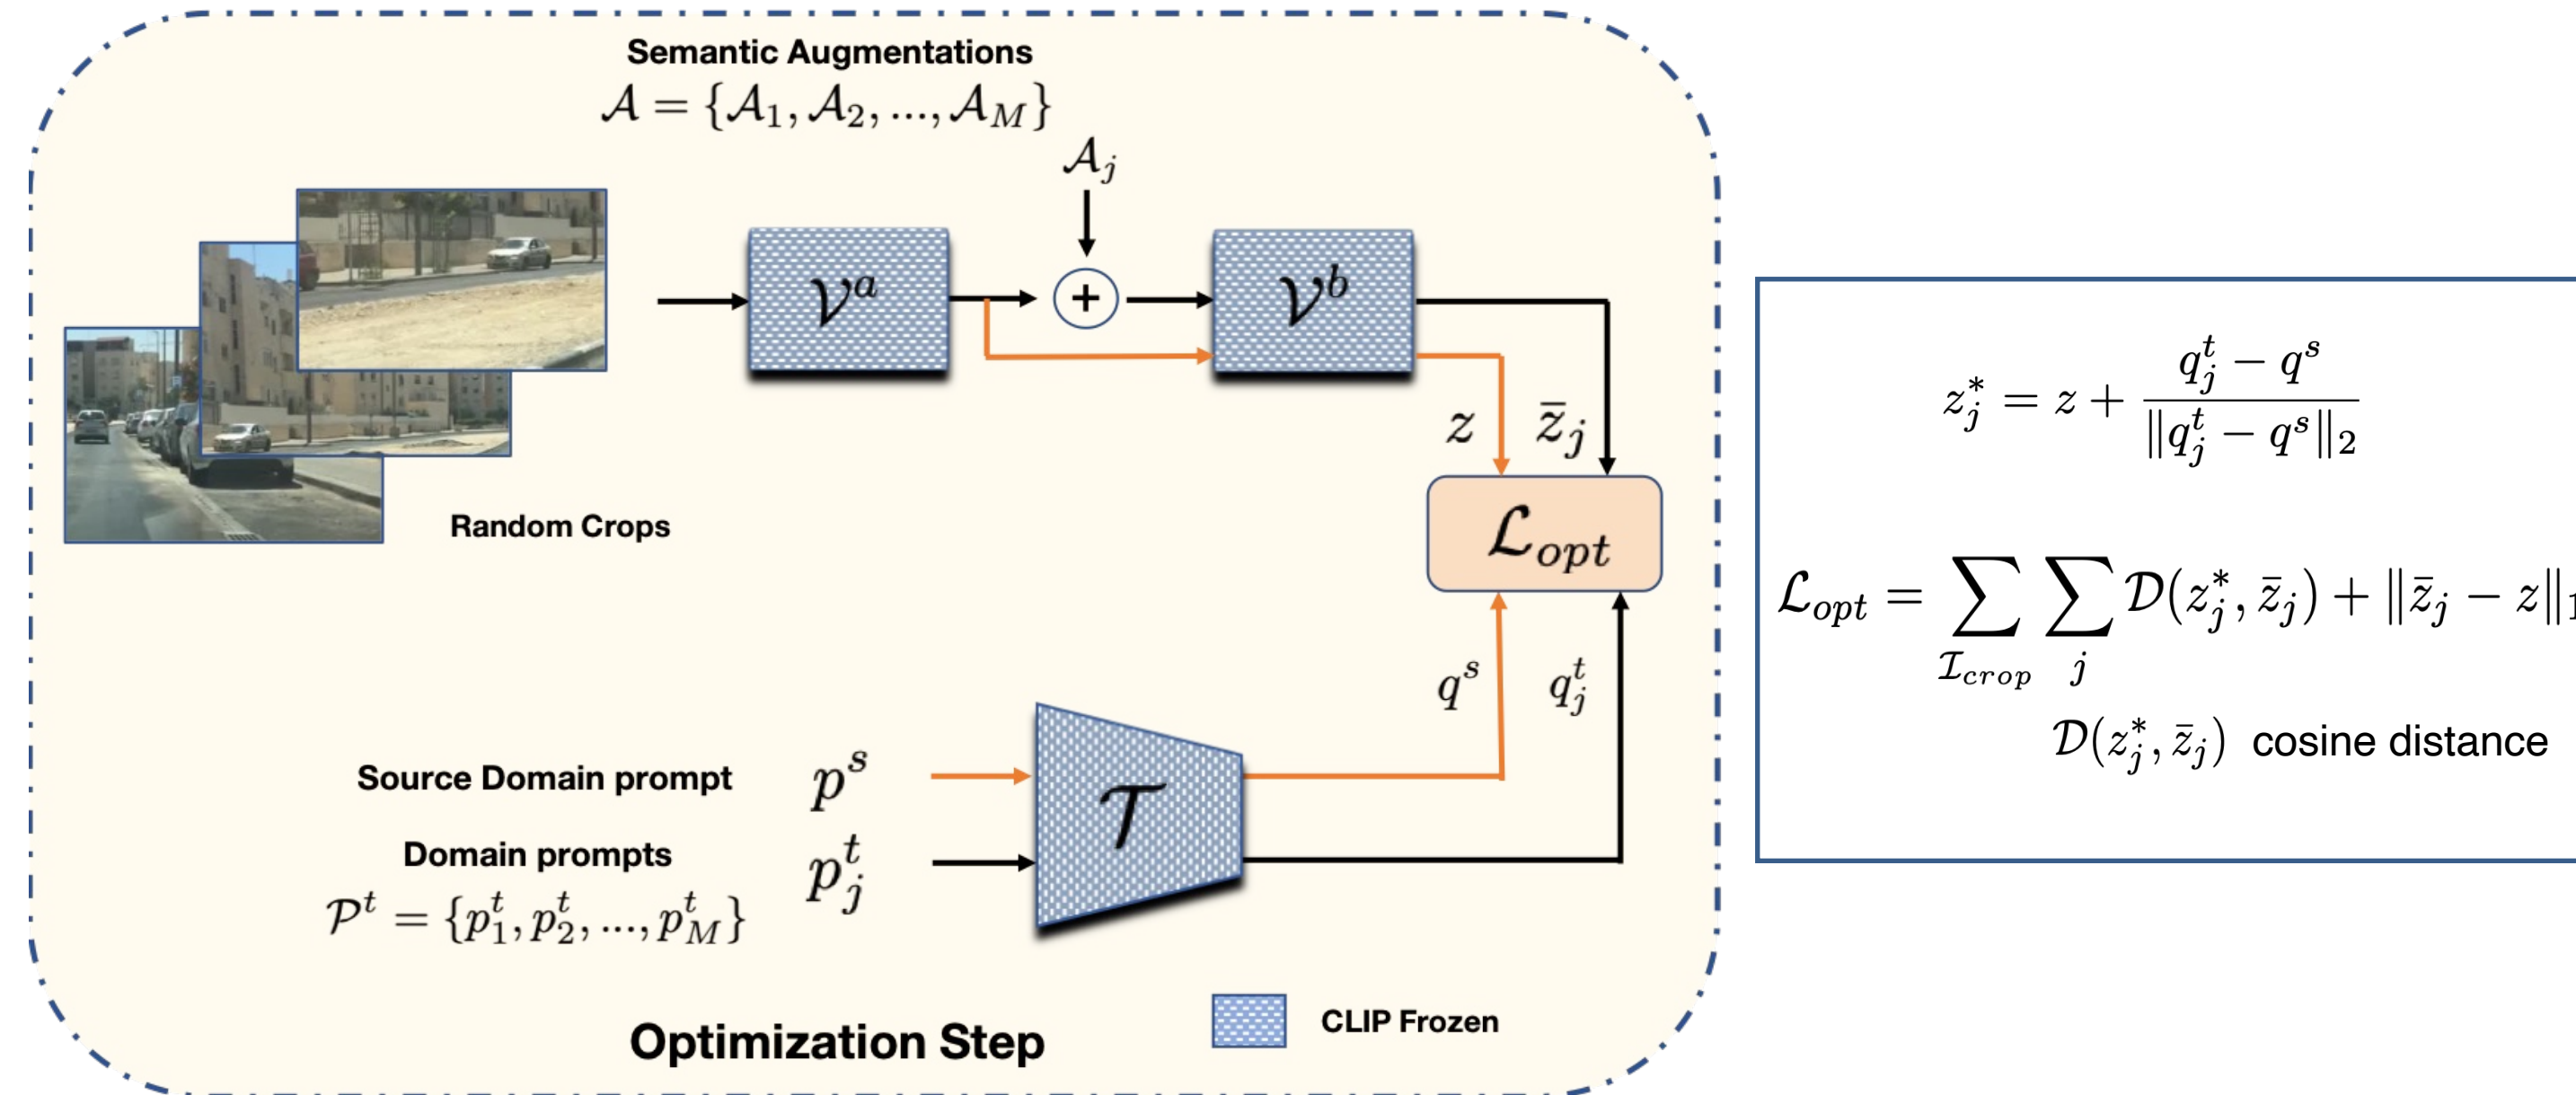 Semantic Augmentations
𝒜 = {𝒜₁, 𝒜₂, ..., 𝒜_M}
𝒜_j
𝒱^a
+
𝒱^b
z
z̄_j
Random Crops
ℒ_opt
q^s
q_j^t
Source Domain prompt p^s
𝒯
Domain prompts p_j^t
𝒫^t = {p_1^t, p_2^t, ..., p_M^t}
CLIP Frozen
Optimization Step
z_j^* = z + (q_j^t − q^s) / ‖q_j^t − q^s‖₂
ℒ_opt = ∑_{ℐ_crop} ∑_j 𝒟(z_j^*, z̄_j) + ‖z̄_j − z‖₁
𝒟(z_j^*, z̄_j) cosine distance